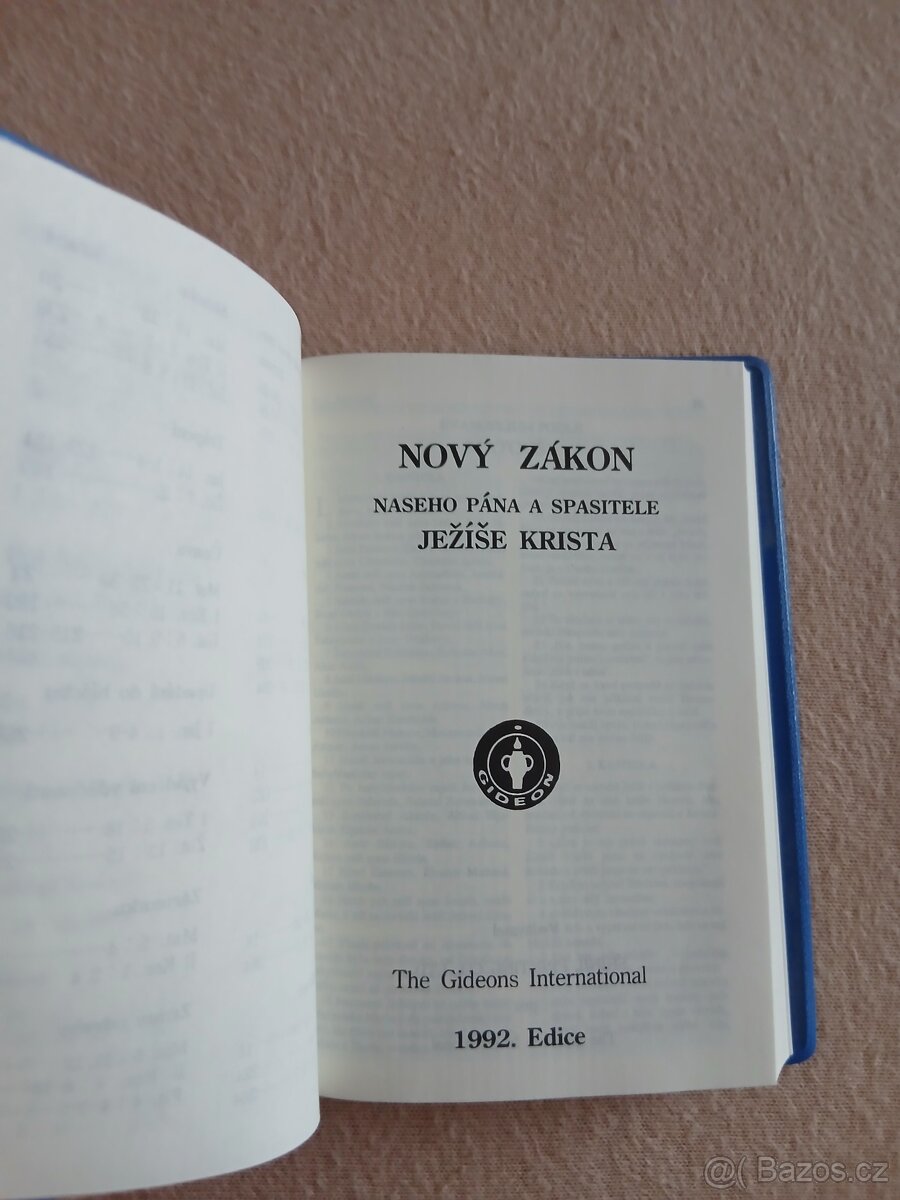 NOVÝ ZÁKON
NASEHO PÁNA A SPASITELE
JEŽÍŠE KRISTA
GIDEON
The Gideons International
1992. Edice
@( Bazos.cz